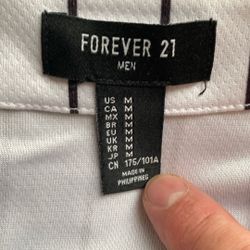 FOREVER 21
MEN
US M
CA M
MX M
BR M
EU M
UK M
KR M
JP M
CN 175/101A
MADE IN
PHILIPPINES